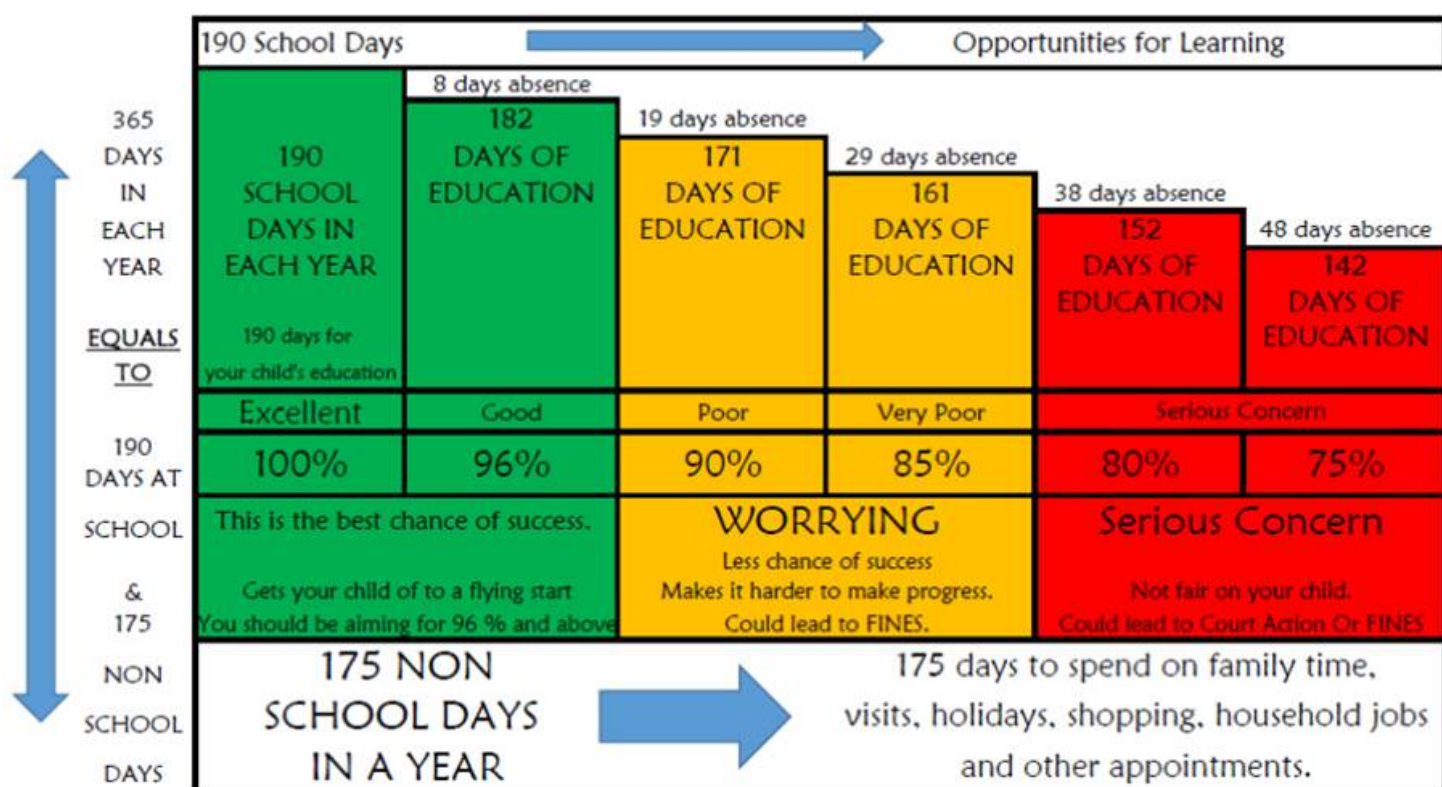 190 School Days
Opportunities for Learning
365
DAYS
IN
EACH
YEAR
EQUALS
TO
190
DAYS AT
SCHOOL
&
175
NON
SCHOOL
DAYS
190
SCHOOL
DAYS IN
EACH YEAR
190 days for
your child's education
8 days absence
182
DAYS OF
EDUCATION
19 days absence
171
DAYS OF
EDUCATION
29 days absence
161
DAYS OF
EDUCATION
38 days absence
152
DAYS OF
EDUCATION
48 days absence
142
DAYS OF
EDUCATION
Excellent
Good
Poor
Very Poor
Serious Concern
100%
96%
90%
85%
80%
75%
This is the best chance of success.
Gets your child of to a flying start
You should be aiming for 96 % and above
WORRYING
Less chance of success
Makes it harder to make progress.
Could lead to FINES.
Serious Concern
Not fair on your child.
Could lead to Court Action Or FINES
175 NON
SCHOOL DAYS
IN A YEAR
175 days to spend on family time,
visits, holidays, shopping, household jobs
and other appointments.